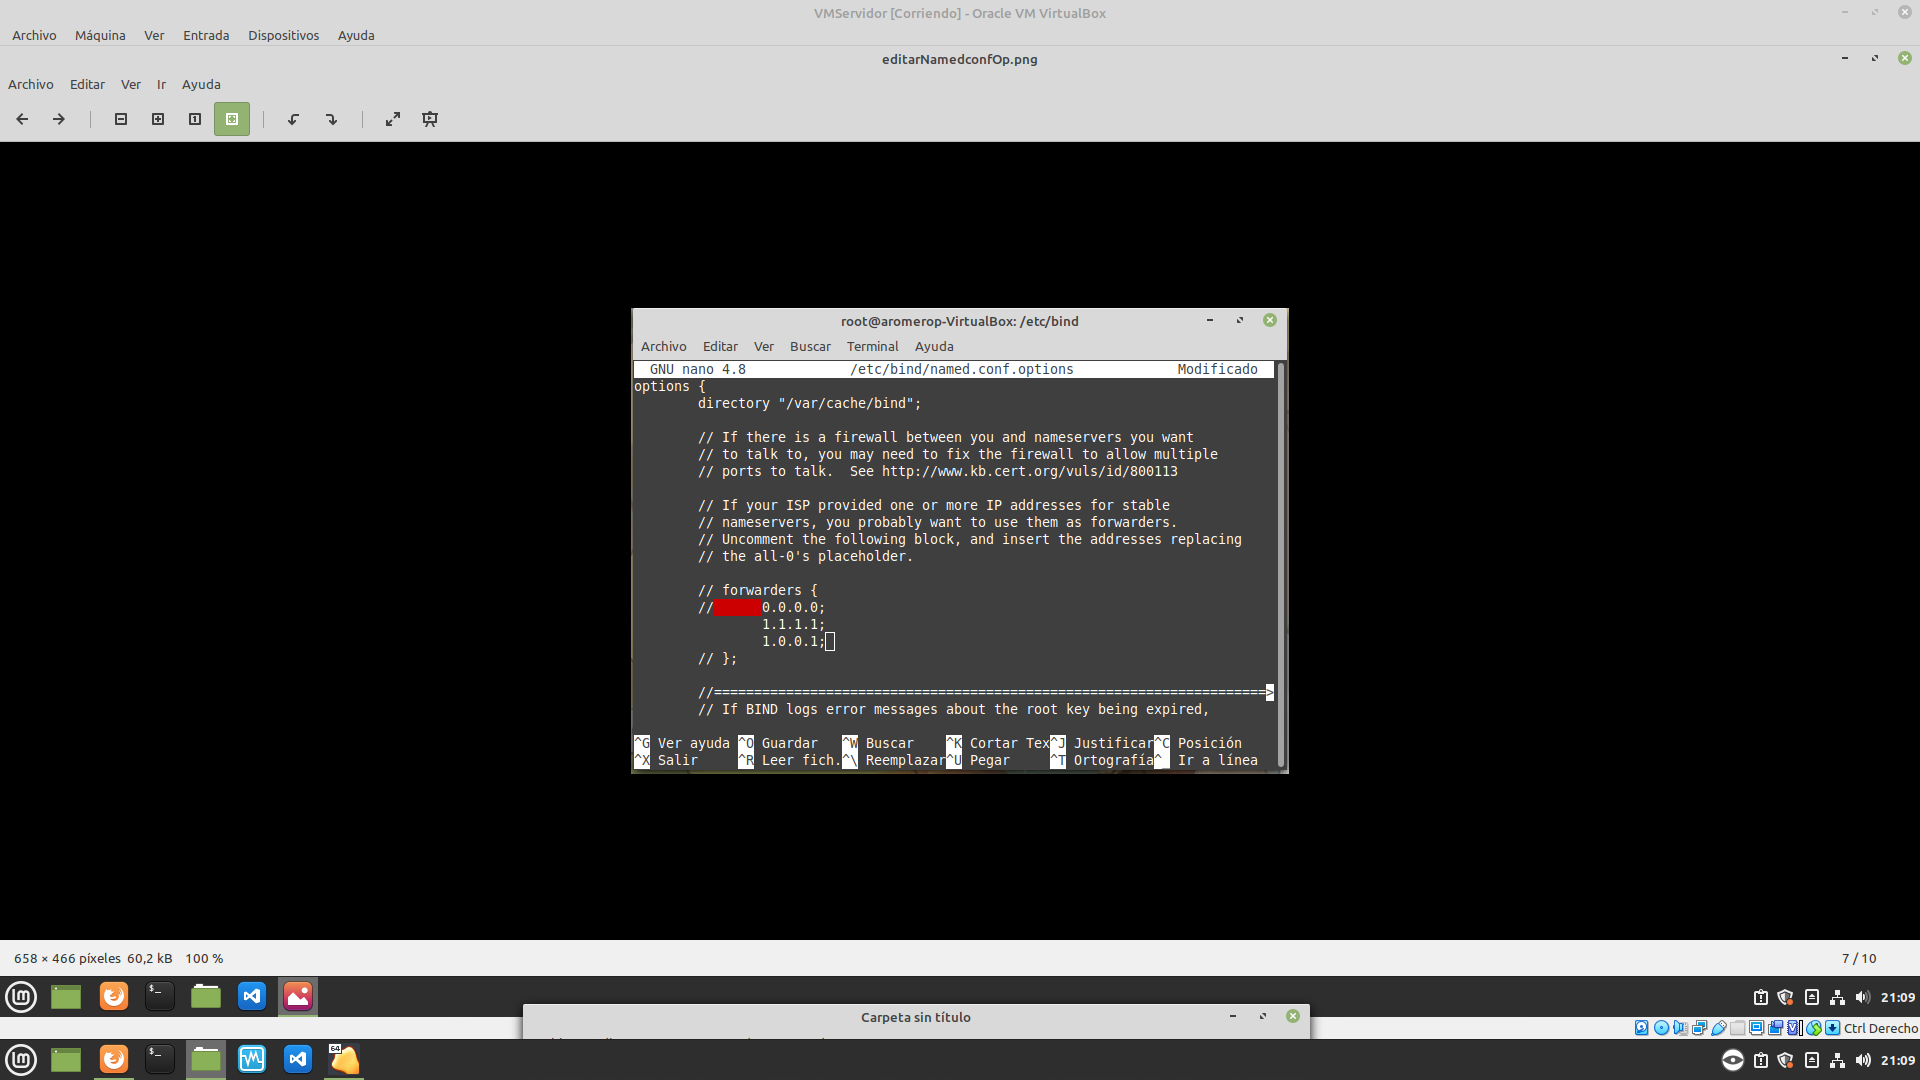 VMServidor [Corriendo] - Oracle VM VirtualBox
Archivo Máquina Ver Entrada Dispositivos Ayuda
editarNamedconfOp.png
Archivo Editar Ver Ir Ayuda
root@aromerop-VirtualBox: /etc/bind
Archivo Editar Ver Buscar Terminal Ayuda
GNU nano 4.8 /etc/bind/named.conf.options Modificado
options {
directory "/var/cache/bind";
// If there is a firewall between you and nameservers you want
// to talk to, you may need to fix the firewall to allow multiple
// ports to talk.  See http://www.kb.cert.org/vuls/id/800113
// If your ISP provided one or more IP addresses for stable
// nameservers, you probably want to use them as forwarders.
// Uncomment the following block, and insert the addresses replacing
// the all-0's placeholder.
// forwarders {
//      0.0.0.0;
1.1.1.1;
1.0.0.1;
// };
//=====================================================================>
// If BIND logs error messages about the root key being expired,
^G Ver ayuda ^O Guardar ^W Buscar ^K Cortar Tex ^J Justificar ^C Posición
^X Salir ^R Leer fich. ^\ Reemplazar ^U Pegar ^T Ortografía ^_ Ir a línea
658 × 466 píxeles 60,2 kB 100 %
7 / 10
21:09
Carpeta sin título
Ctrl Derecho
64
21:09